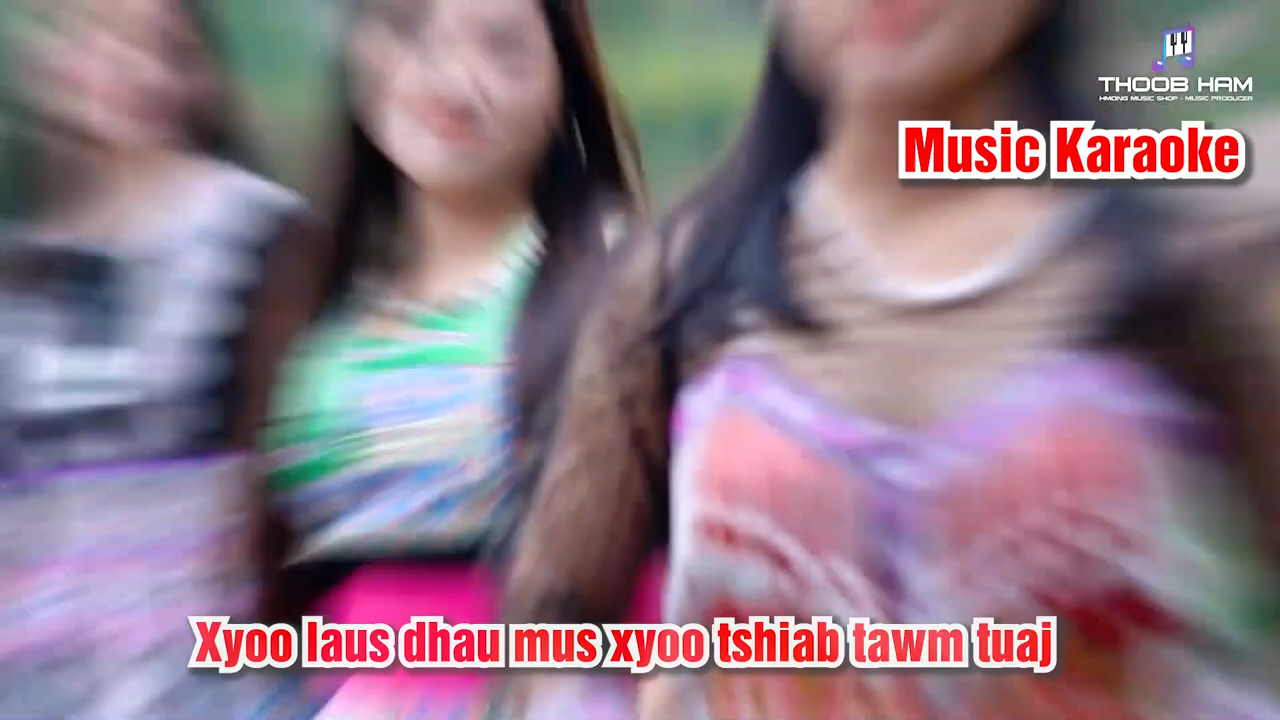 THOOB HAM
HMONG MUSIC SHOP - MUSIC PRODUCER
Music Karaoke
Xyoo laus dhau mus xyoo tshiab tawm tuaj